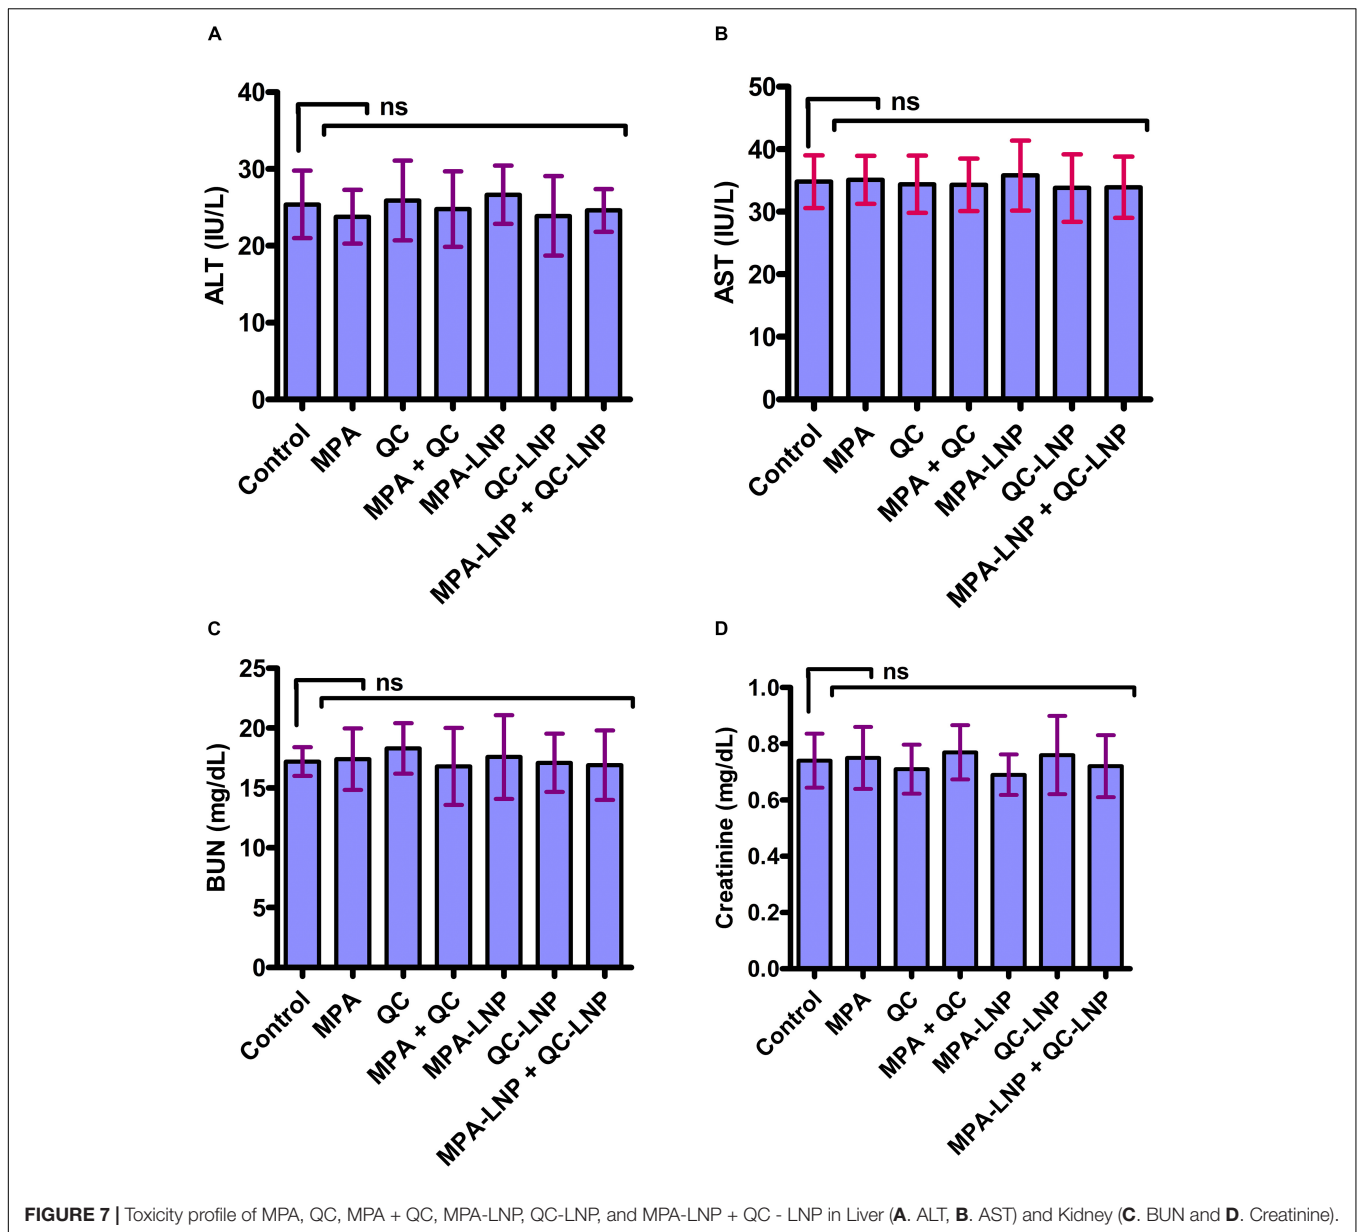 A
ALT (IU/L)
40
30
20
10
0
ns
Control
MPA
QC
MPA + QC
MPA-LNP
QC-LNP
MPA-LNP + QC-LNP
B
AST (IU/L)
50
40
30
20
10
0
ns
Control
MPA
QC
MPA + QC
MPA-LNP
QC-LNP
MPA-LNP + QC-LNP
C
BUN (mg/dL)
25
20
15
10
5
0
ns
Control
MPA
QC
MPA + QC
MPA-LNP
QC-LNP
MPA-LNP + QC-LNP
D
Creatinine (mg/dL)
1.0
0.8
0.6
0.4
0.2
0.0
ns
Control
MPA
QC
MPA + QC
MPA-LNP
QC-LNP
MPA-LNP + QC-LNP
FIGURE 7 | Toxicity profile of MPA, QC, MPA + QC, MPA-LNP, QC-LNP, and MPA-LNP + QC - LNP in Liver (A. ALT, B. AST) and Kidney (C. BUN and D. Creatinine).